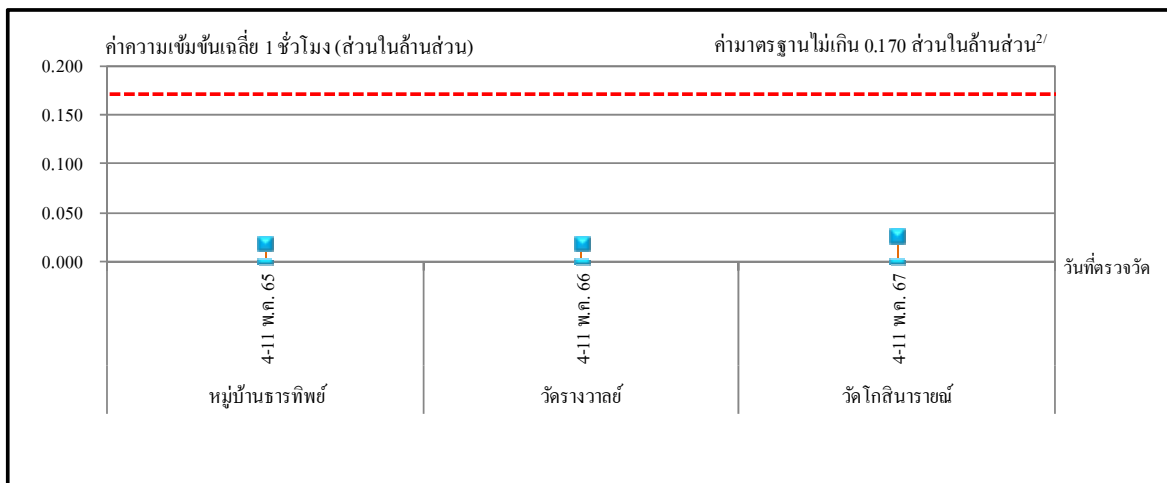 ค่าความเข้มข้นเฉลี่ย 1 ชั่วโมง (ส่วนในล้านส่วน) ค่ามาตรฐานไม่เกิน 0.170 ส่วนในล้านส่วน2/
0.200
0.150
0.100
0.050
0.000
วันที่ตรวจวัด
4-11 พ.ค. 65
4-11 พ.ค. 66
4-11 พ.ค. 67
หมู่บ้านธารทิพย์ วัดรางวาลย์ วัดโกสินารายณ์